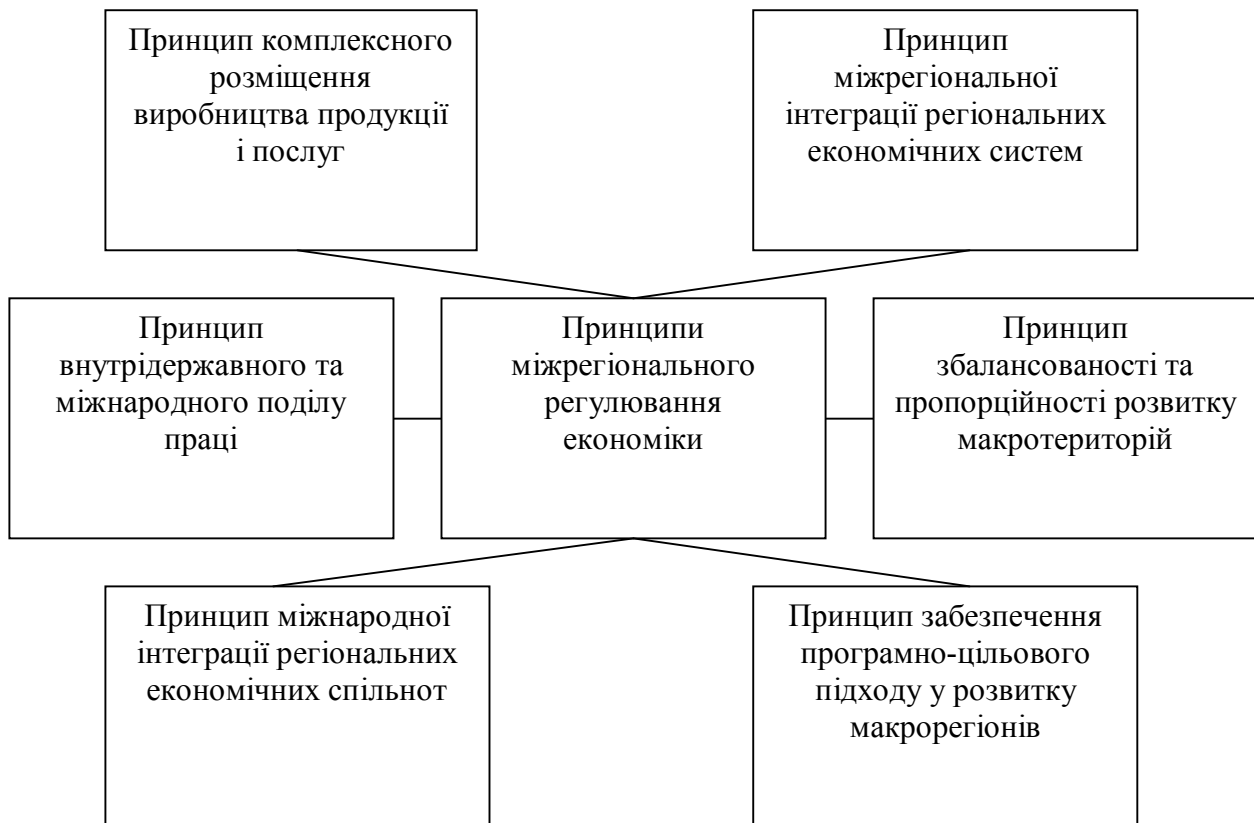 Принцип комплексного
розміщення
виробництва продукції
і послуг
Принцип
міжрегіональної
інтеграції регіональних
економічних систем
Принцип
внутрідержавного та
міжнародного поділу
праці
Принципи
міжрегіонального
регулювання
економіки
Принцип
збалансованості та
пропорційності розвитку
макротериторій
Принцип міжнародної
інтеграції регіональних
економічних спільнот
Принцип забезпечення
програмно-цільового
підходу у розвитку
макрорегіонів